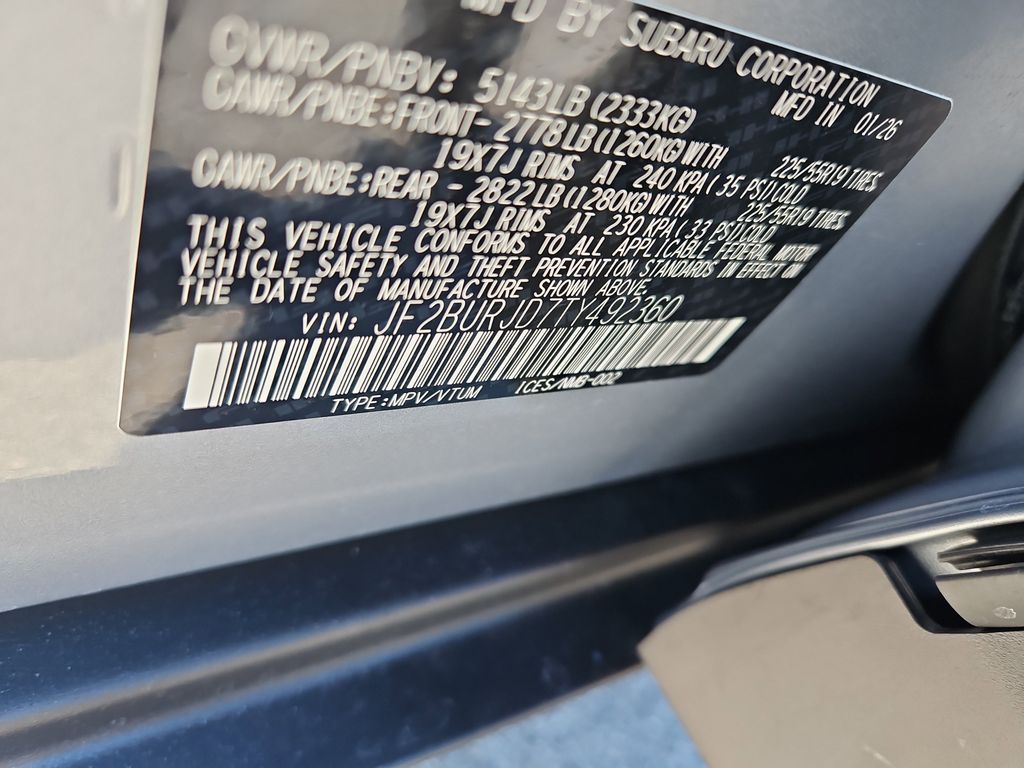 MFD BY SUBARU CORPORATION
MFD IN 01/26
GVWR/PNBV: 5143LB(2333KG)
GAWR/PNBE:FRONT-2778LB(1260KG)WITH 225/55R19 TIRES
19X7J RIMS AT 240 KPA( 35 PSI)COLD
GAWR/PNBE:REAR - 2822LB(1280KG)WITH 225/55R19 TIRES
19X7J RIMS AT 230 KPA( 33 PSI)COLD
THIS VEHICLE CONFORMS TO ALL APPLICABLE FEDERAL MOTOR
VEHICLE SAFETY AND THEFT PREVENTION STANDARDS IN EFFECT ON
THE DATE OF MANUFACTURE SHOWN ABOVE.
VIN: JF2BURJD7TY492360
TYPE:MPV/VTUM ICES/NMB-002